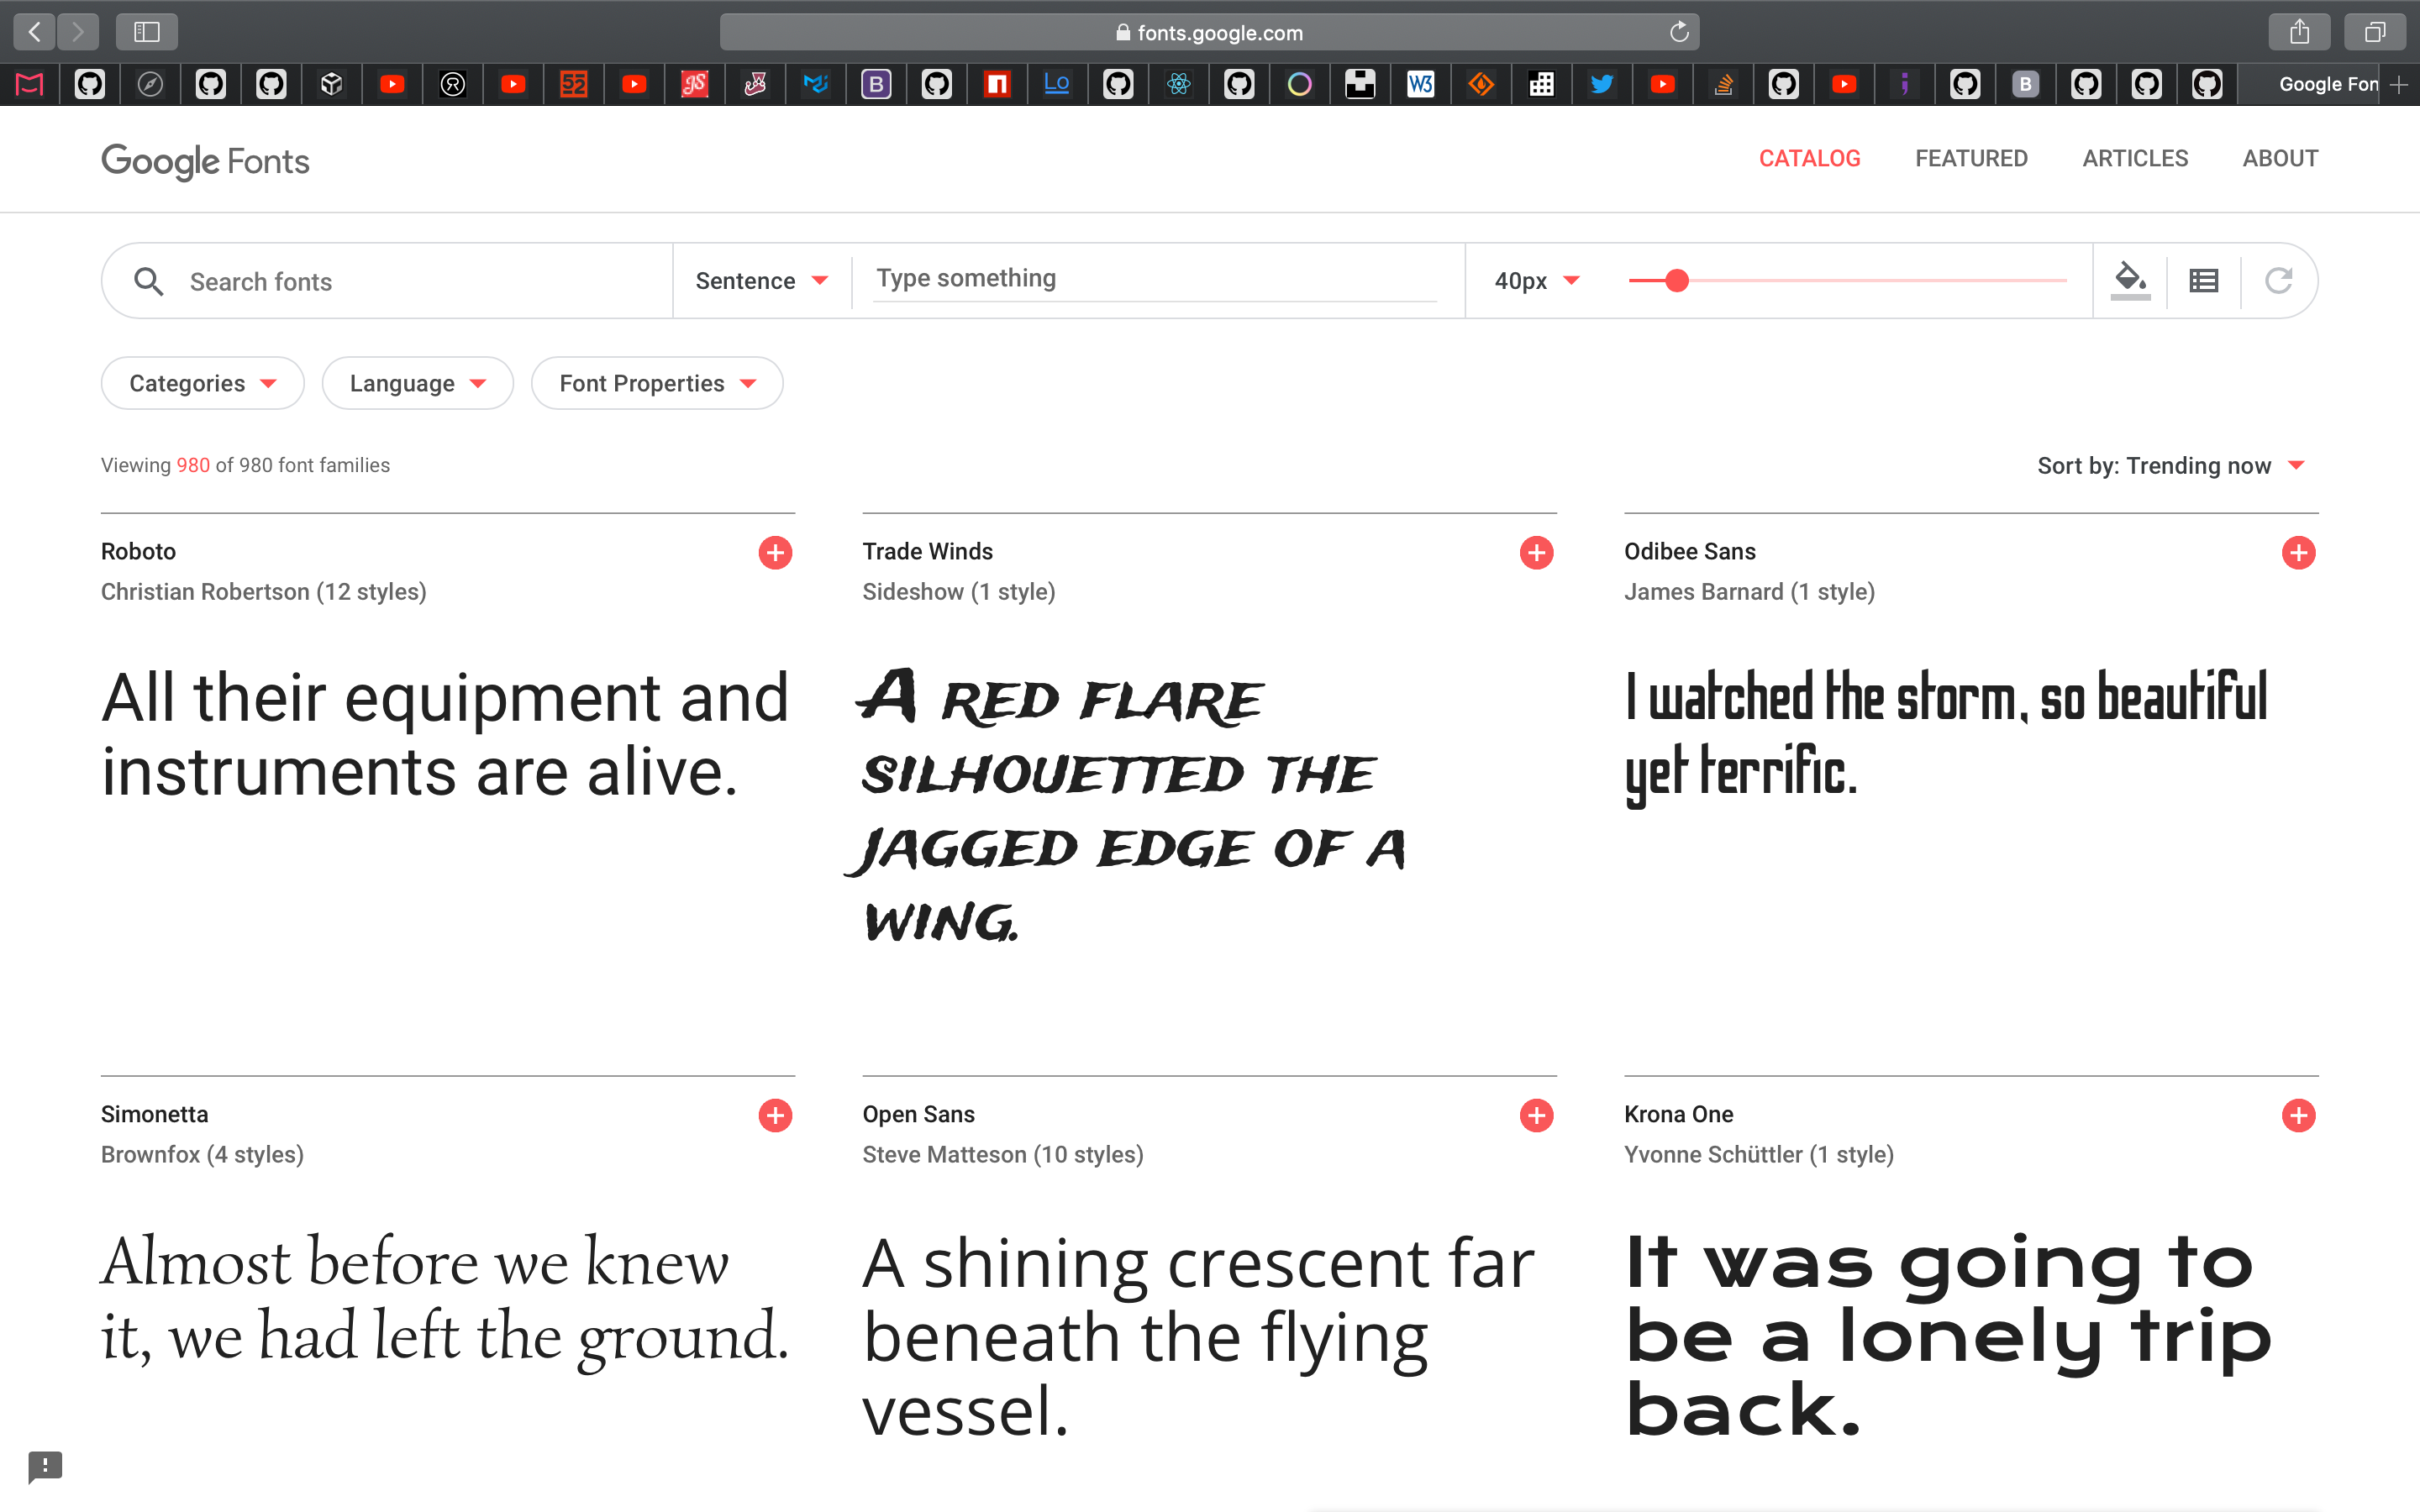 fonts.google.com
52
JS
B
Lo
W3
B
Google Fon
Google Fonts
CATALOG
FEATURED
ARTICLES
ABOUT
Search fonts
Sentence
Type something
40px
Categories
Language
Font Properties
Viewing 980 of 980 font families
Sort by: Trending now
Roboto
Christian Robertson (12 styles)
All their equipment and
instruments are alive.
Trade Winds
Sideshow (1 style)
A red flare
silhouetted the
jagged edge of a
wing.
Odibee Sans
James Barnard (1 style)
I watched the storm, so beautiful
yet terrific.
Simonetta
Brownfox (4 styles)
Almost before we knew
it, we had left the ground.
Open Sans
Steve Matteson (10 styles)
A shining crescent far
beneath the flying
vessel.
Krona One
Yvonne Schüttler (1 style)
It was going to
be a lonely trip
back.